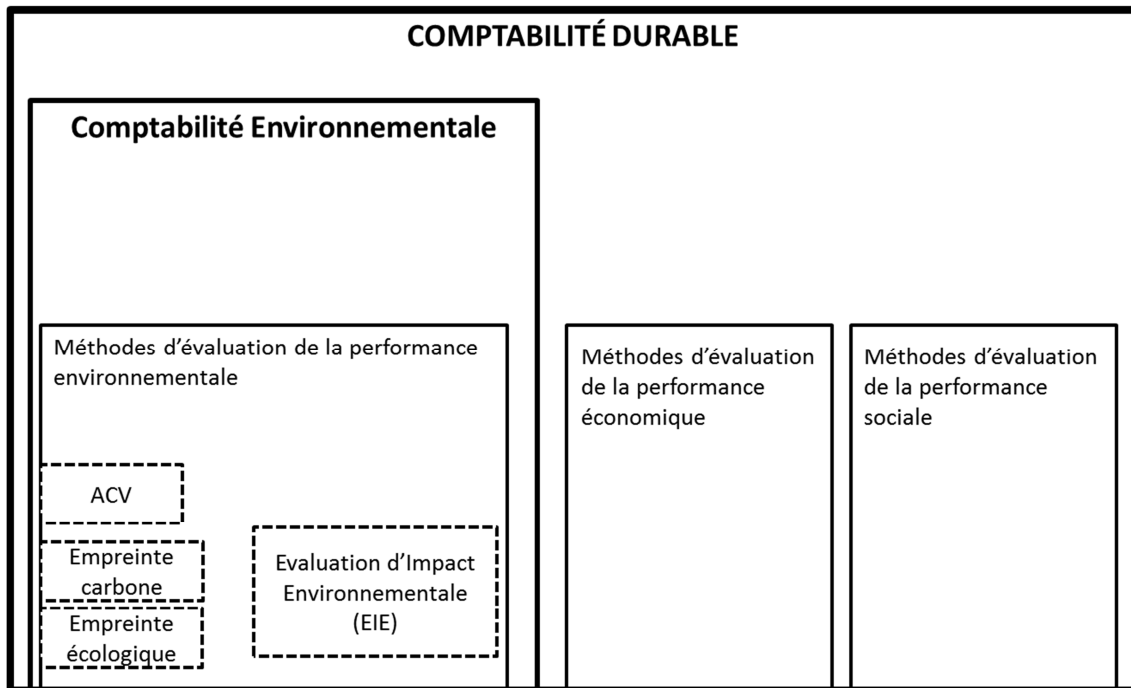 COMPTABILITÉ DURABLE
Comptabilité Environnementale
Méthodes d’évaluation de la performance
environnementale
ACV
Empreinte
carbone
Empreinte
écologique
Evaluation d’Impact
Environnementale
(EIE)
Méthodes d’évaluation
de la performance
économique
Méthodes d’évaluation
de la performance
sociale